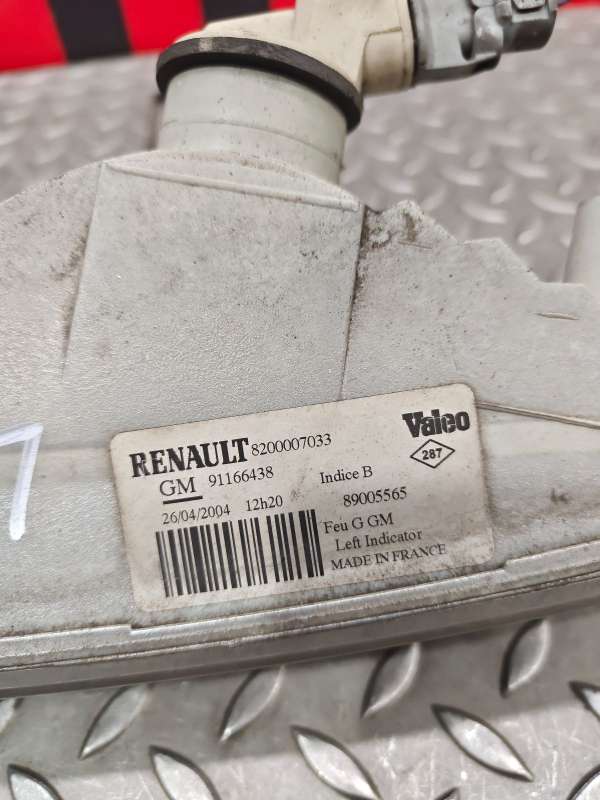 RENAULT 8200007033 Valeo
GM 91166438 Indice B 287
26/04/2004 12h20 89005565
Feu G GM
Left Indicator
MADE IN FRANCE
1